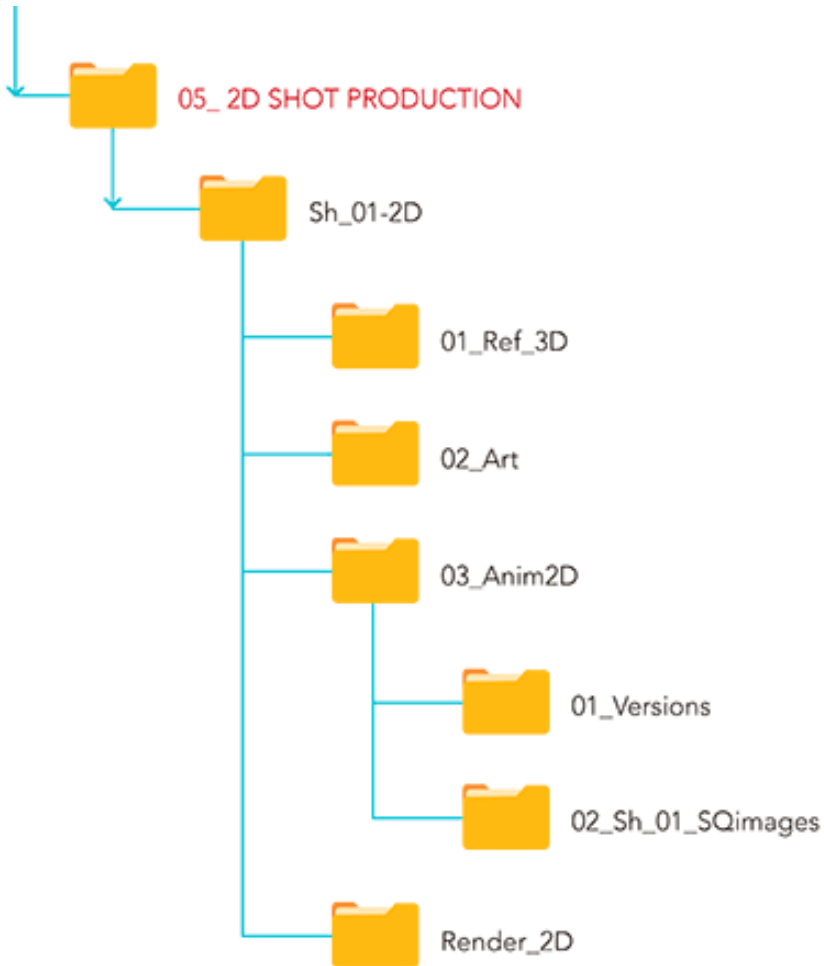 05_ 2D SHOT PRODUCTION
Sh_01-2D
01_Ref_3D
02_Art
03_Anim2D
01_Versions
02_Sh_01_SQimages
Render_2D